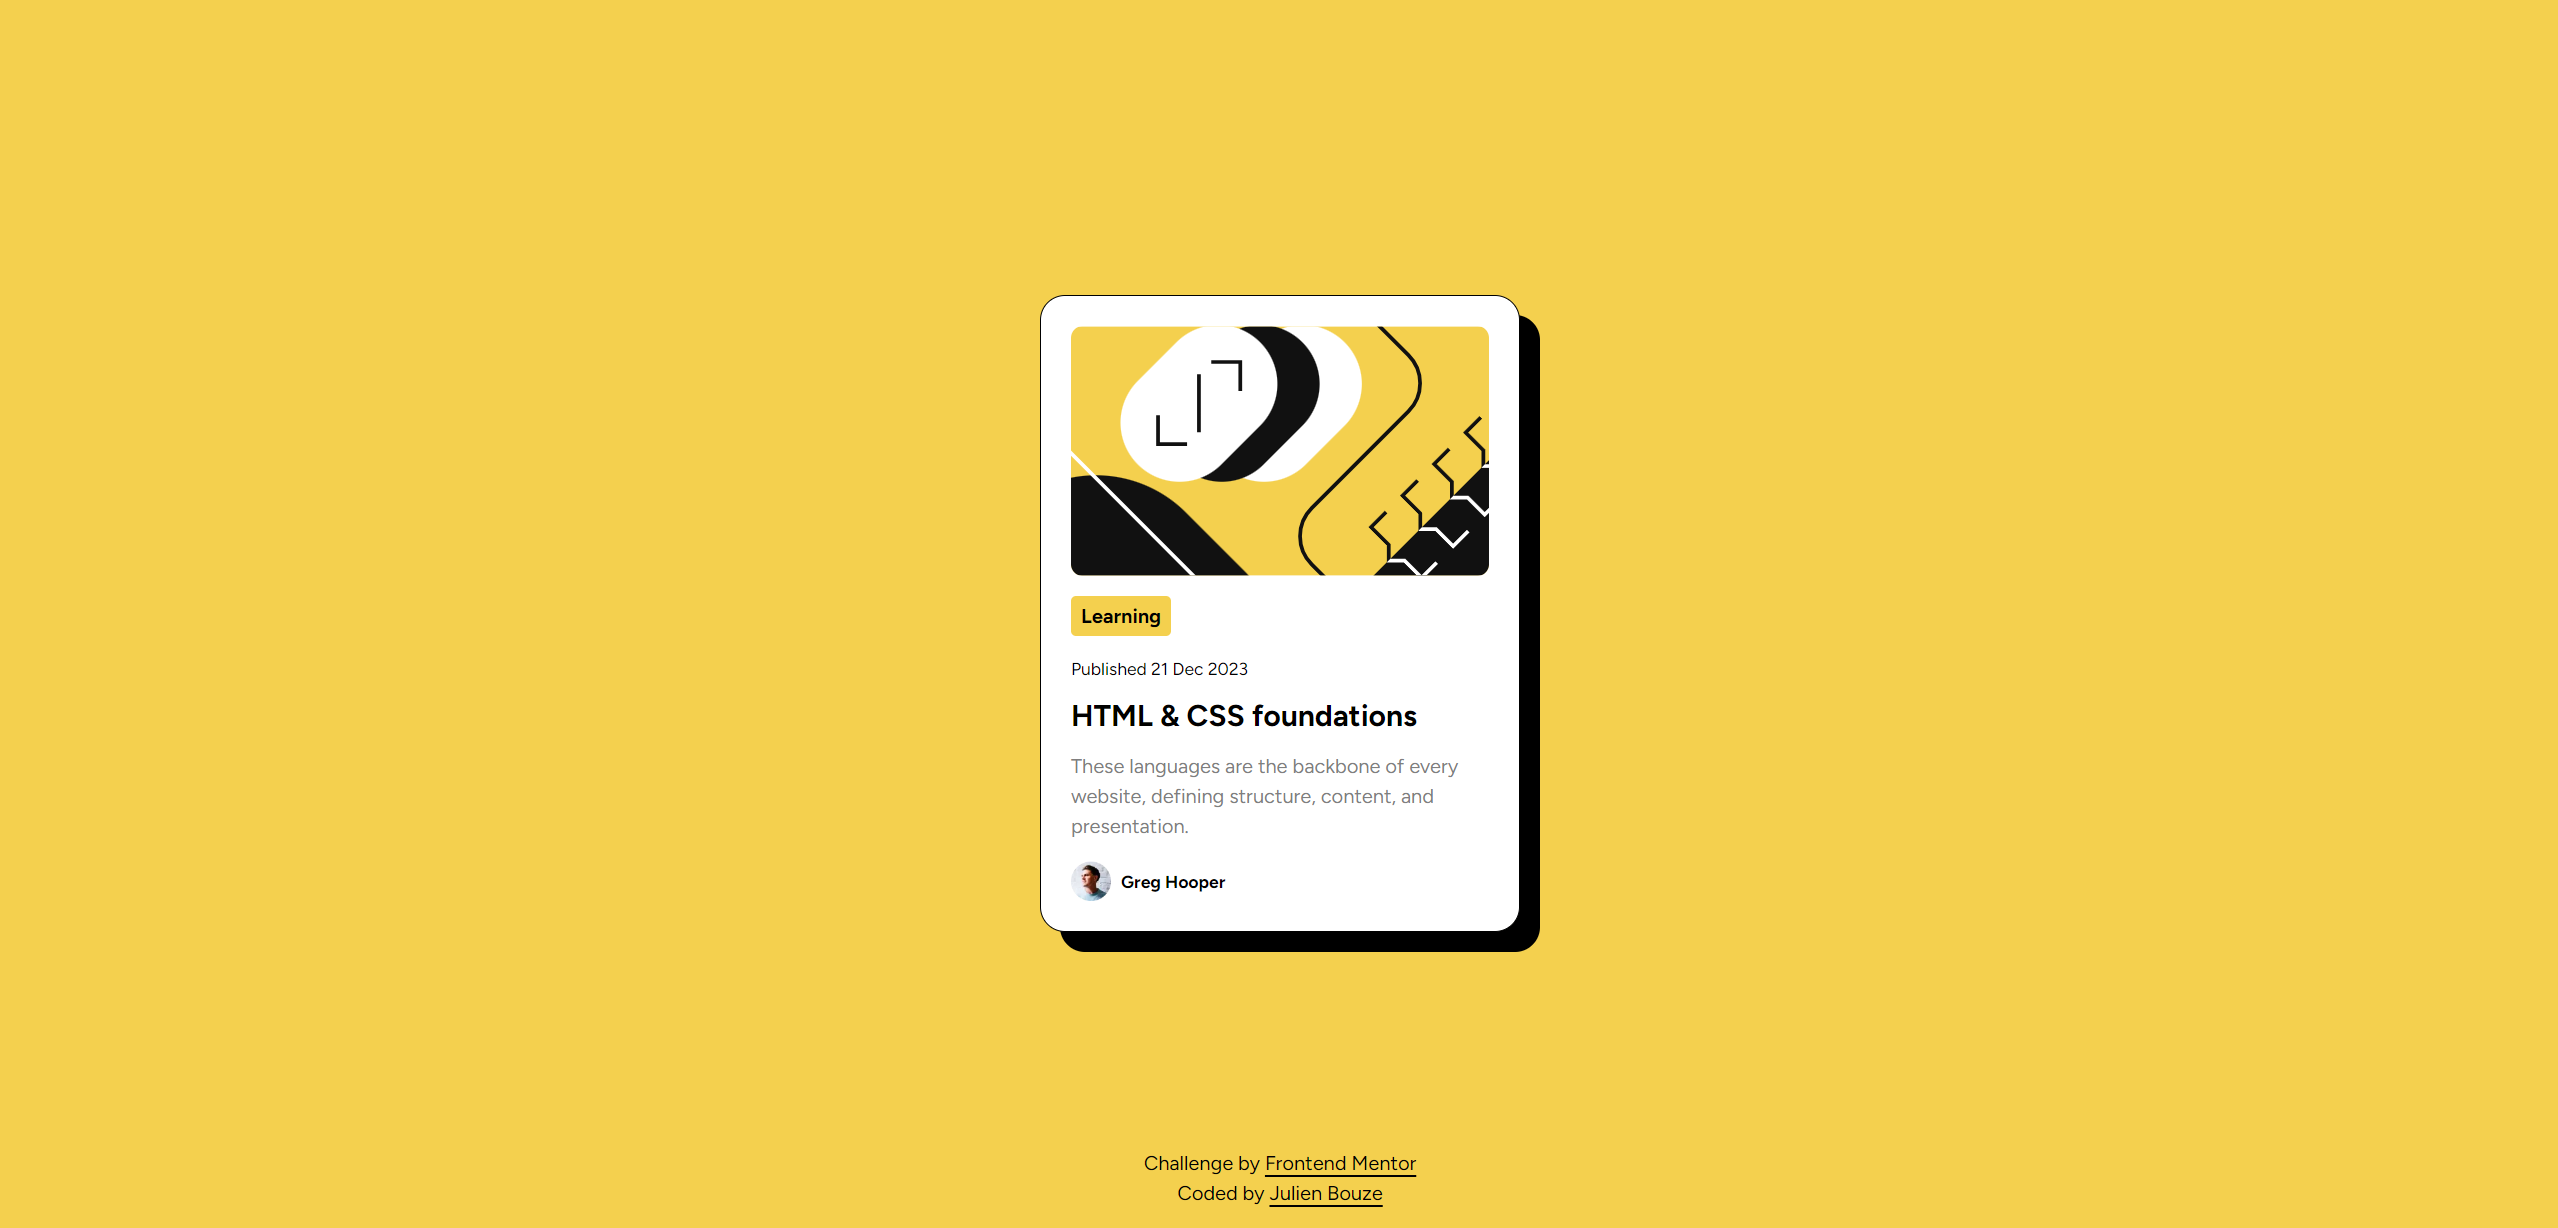 Learning
Published 21 Dec 2023
HTML & CSS foundations
These languages are the backbone of every
website, defining structure, content, and
presentation.
Greg Hooper
Challenge by Frontend Mentor
Coded by Julien Bouze